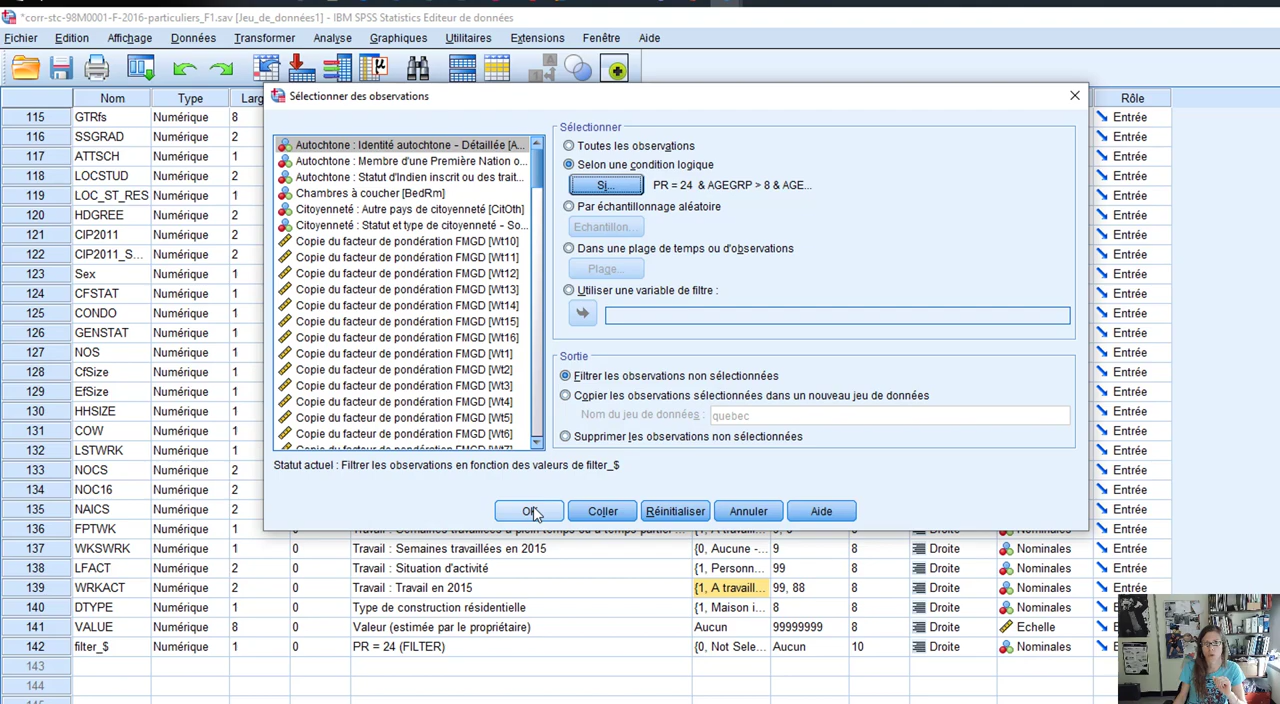 *corr-stc-98M0001-F-2016-particuliers_F1.sav [Jeu_de_données1] - IBM SPSS Statistics Editeur de données
Fichier Edition Affichage Données Transformer Analyse Graphiques Utilitaires Extensions Fenêtre Aide
Nom Type Larg Rôle
115 GTRfs Numérique 8 Entrée
116 SSGRAD Numérique 2 Entrée
117 ATTSCH Numérique 1 Entrée
118 LOCSTUD Numérique 2 Entrée
119 LOC_ST_RES Numérique 1 Entrée
120 HDGREE Numérique 2 Entrée
121 CIP2011 Numérique 2 Entrée
122 CIP2011_S... Numérique 2 Entrée
123 Sex Numérique 1 Entrée
124 CFSTAT Numérique 1 Entrée
125 CONDO Numérique 1 Entrée
126 GENSTAT Numérique 1 Entrée
127 NOS Numérique 1 Entrée
128 CfSize Numérique 1 Entrée
129 EfSize Numérique 1 Entrée
130 HHSIZE Numérique 1 Entrée
131 COW Numérique 1 Entrée
132 LSTWRK Numérique 1 Entrée
133 NOCS Numérique 2 Entrée
134 NOC16 Numérique 2 Entrée
135 NAICS Numérique 2 Entrée
Sélectionner des observations
Autochtone : Identité autochtone - Détaillée [A...
Autochtone : Membre d'une Première Nation o...
Autochtone : Statut d'Indien inscrit ou des trait...
Chambres à coucher [BedRm]
Citoyenneté : Autre pays de citoyenneté [CitOth]
Citoyenneté : Statut et type de citoyenneté - So...
Copie du facteur de pondération FMGD [Wt10]
Copie du facteur de pondération FMGD [Wt11]
Copie du facteur de pondération FMGD [Wt12]
Copie du facteur de pondération FMGD [Wt13]
Copie du facteur de pondération FMGD [Wt14]
Copie du facteur de pondération FMGD [Wt15]
Copie du facteur de pondération FMGD [Wt16]
Copie du facteur de pondération FMGD [Wt1]
Copie du facteur de pondération FMGD [Wt2]
Copie du facteur de pondération FMGD [Wt3]
Copie du facteur de pondération FMGD [Wt4]
Copie du facteur de pondération FMGD [Wt5]
Copie du facteur de pondération FMGD [Wt6]
Copie du facteur de pondération FMGD [Wt7]
Sélectionner
Toutes les observations
Selon une condition logique
Si... PR = 24 & AGEGRP > 8 & AGE...
Par échantillonnage aléatoire
Echantillon...
Dans une plage de temps ou d'observations
Plage...
Utiliser une variable de filtre :
Sortie
Filtrer les observations non sélectionnées
Copier les observations sélectionnées dans un nouveau jeu de données
Nom du jeu de données : quebec
Supprimer les observations non sélectionnées
Statut actuel : Filtrer les observations en fonction des valeurs de filter_$
OK Coller Réinitialiser Annuler Aide
136 FPTWK Numérique 1 0 Entrée
137 WKSWRK Numérique 1 0 Travail : Semaines travaillées en 2015 {0, Aucune -... 9 8 Droite Nominales Entrée
138 LFACT Numérique 2 0 Travail : Situation d'activité {1, Personn... 99 8 Droite Nominales Entrée
139 WRKACT Numérique 2 0 Travail : Travail en 2015 {1, A travaill... 99, 88 8 Droite Nominales Entrée
140 DTYPE Numérique 1 0 Type de construction résidentielle {1, Maison i... 8 8 Droite Nominales Entrée
141 VALUE Numérique 8 0 Valeur (estimée par le propriétaire) Aucun 99999999 8 Droite Echelle Entrée
142 filter_$ Numérique 1 0 PR = 24 (FILTER) {0, Not Sele... Aucun 10 Droite Nominales Entrée
143
144